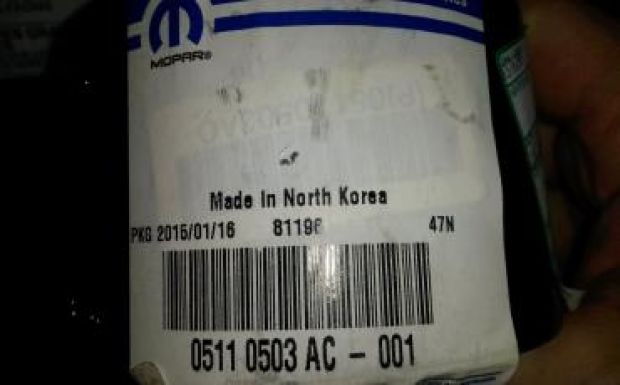 MOPAR®
Made In North Korea
PKG 2015/01/16 81196 47N
0511 0503 AC - 001